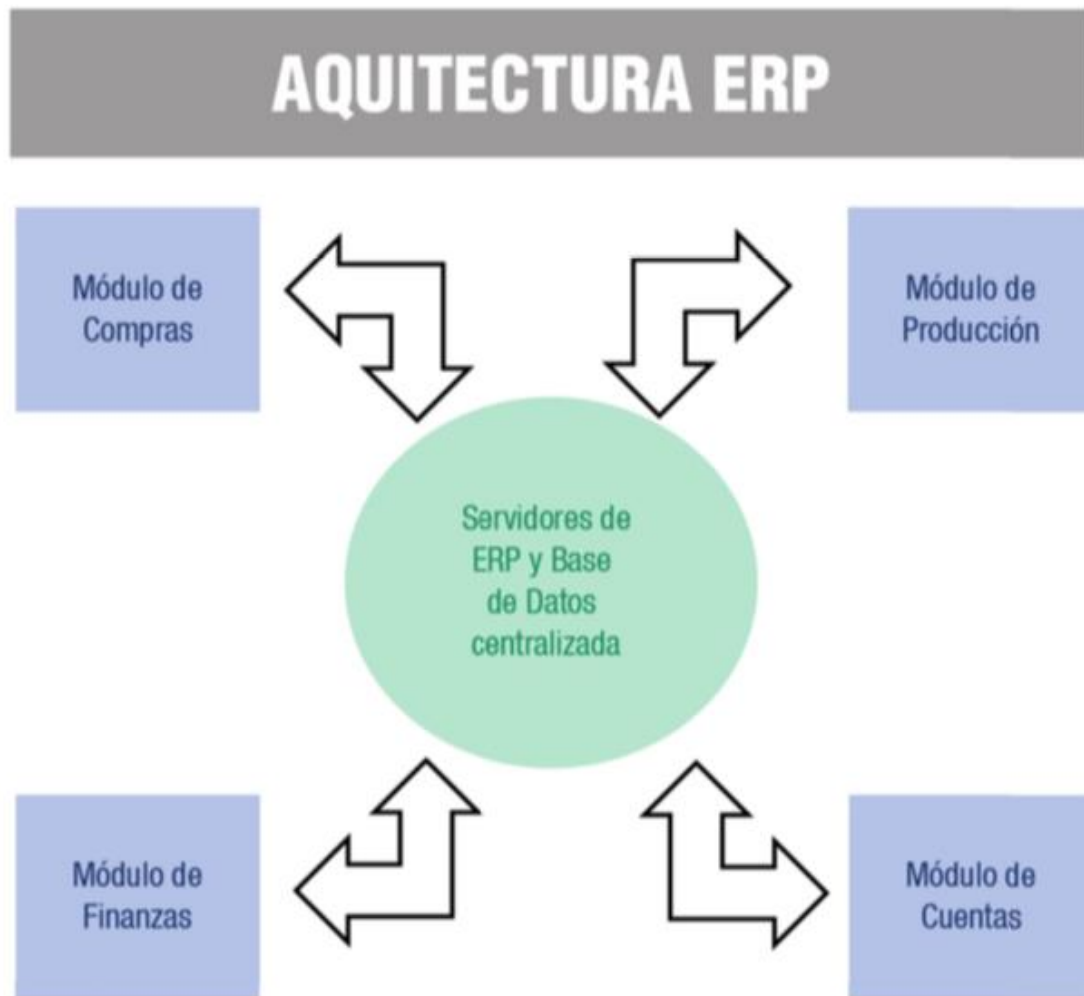 AQUITECTURA ERP
Módulo de
Compras
Módulo de
Producción
Servidores de
ERP y Base
de Datos
centralizada
Módulo de
Finanzas
Módulo de
Cuentas